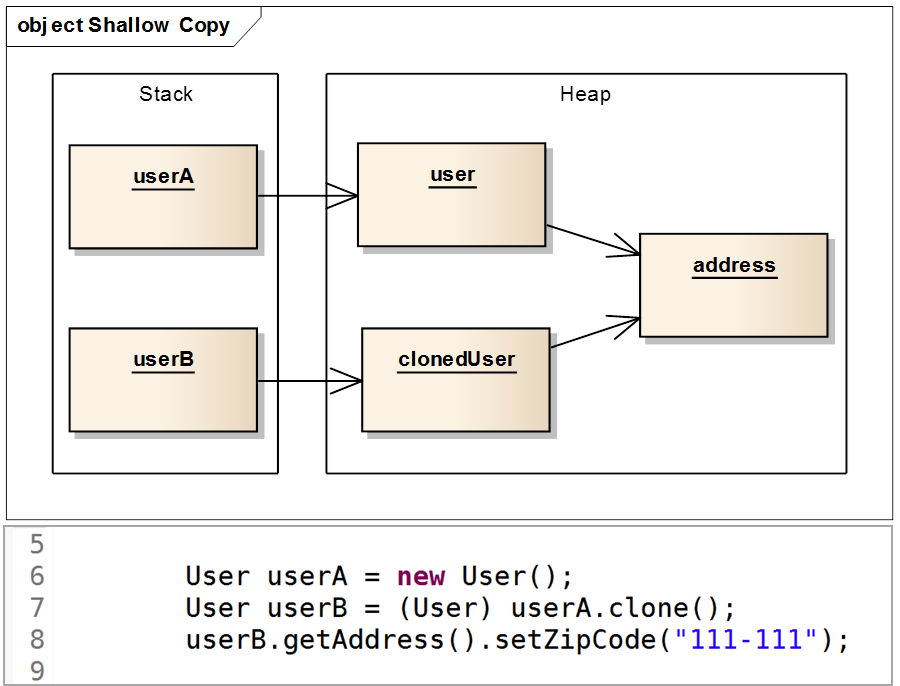 object Shallow Copy
Stack
Heap
userA
user
address
userB
clonedUser
5
6 User userA = new User();
7 User userB = (User) userA.clone();
8 userB.getAddress().setZipCode("111-111");
9